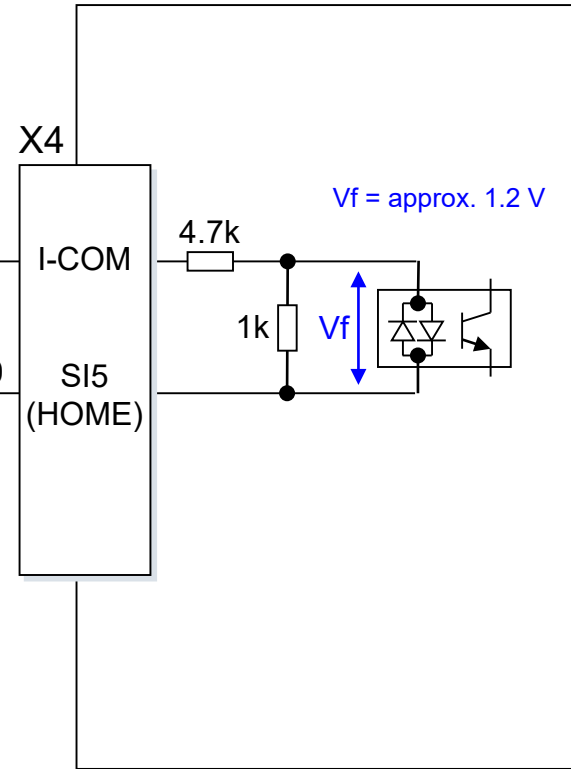 X4
Vf = approx. 1.2 V
4.7k
I-COM
1k
Vf
SI5
(HOME)